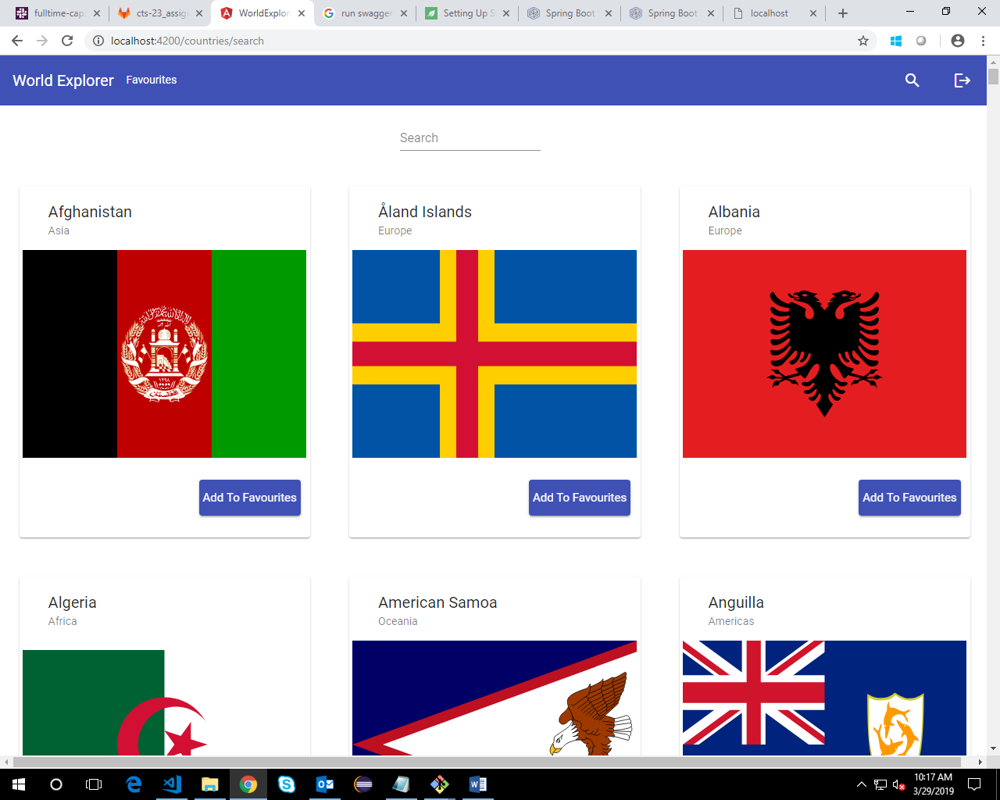 fulltime-cap
cts-23_assig
WorldExplor
run swagger
Setting Up S
Spring Boot
Spring Boot
localhost
localhost:4200/countries/search
World Explorer
Favourites
Search
Afghanistan
Asia
Åland Islands
Europe
Albania
Europe
Add To Favourites
Add To Favourites
Add To Favourites
Algeria
Africa
American Samoa
Oceania
Anguilla
Americas
10:17 AM
3/29/2019